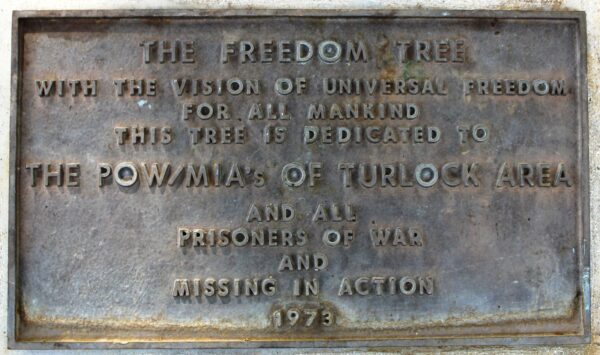 THE FREEDOM TREE
WITH THE VISION OF UNIVERSAL FREEDOM
FOR ALL MANKIND
THIS TREE IS DEDICATED TO
THE POW/MIA's OF TURLOCK AREA
AND ALL
PRISONERS OF WAR
AND
MISSING IN ACTION
1973